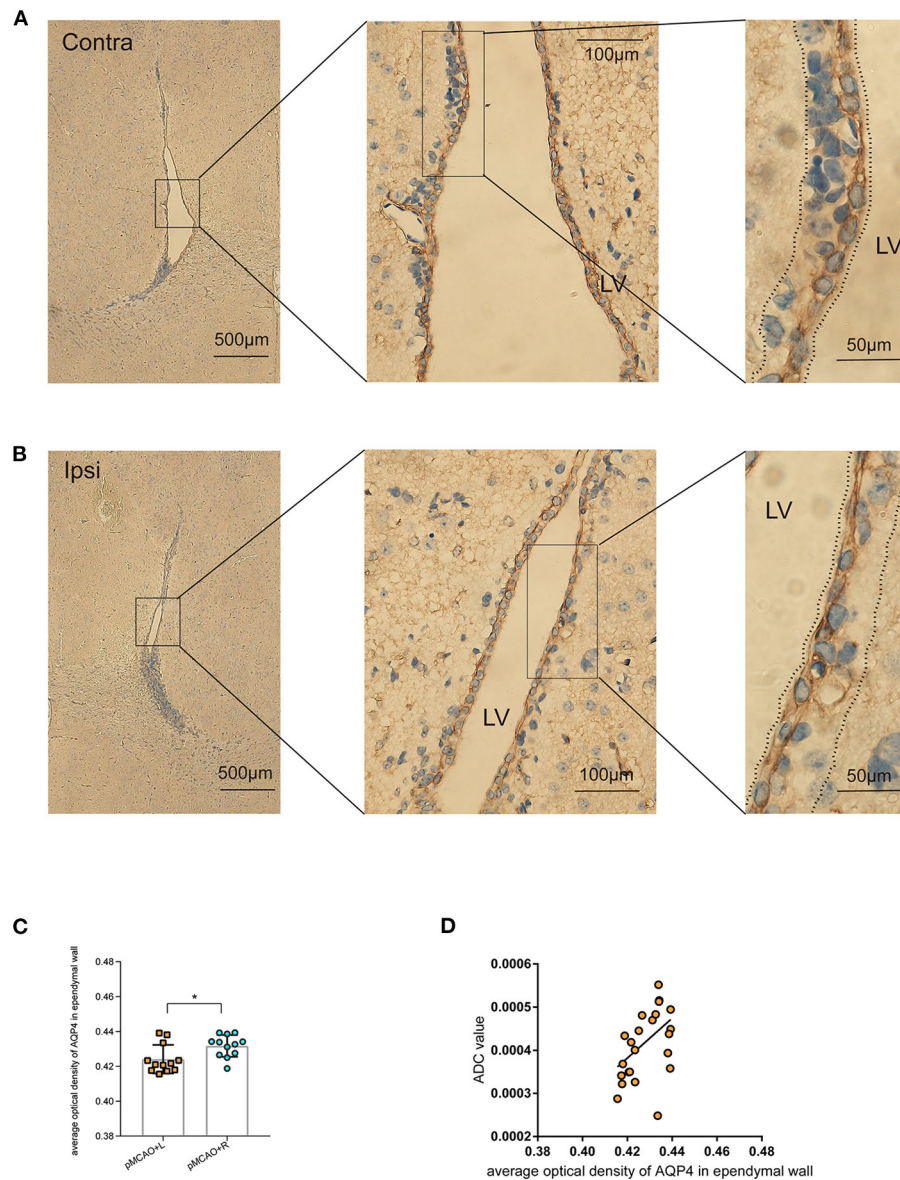 A
Contra
500µm
100µm
LV
LV
50µm
B
Ipsi
500µm
LV
100µm
LV
50µm
C
average optical density of AQP4 in ependymal wall
0.48
0.46
0.44
0.42
0.40
0.38
*
pMCAO+L
pMCAO+R
D
ADC value
0.0006
0.0005
0.0004
0.0003
0.0002
0.38
0.40
0.42
0.44
0.46
0.48
average optical density of AQP4 in ependymal wall